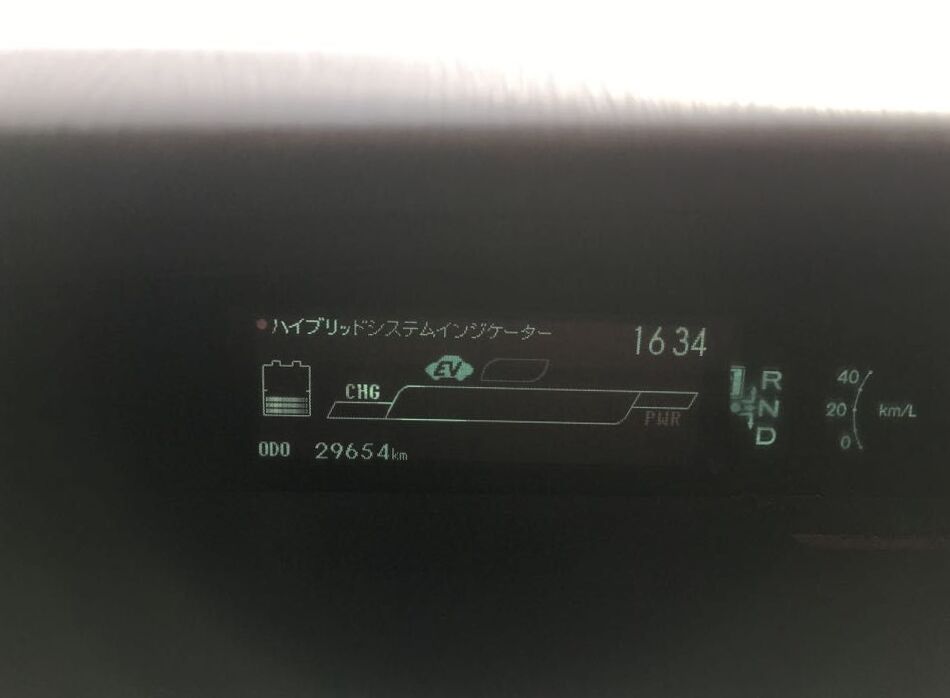 ハイブリッドシステムインジケーター
16 34
EV
CHG
PWR
ODO 29654km
R
N
D
40
20
0
km/L